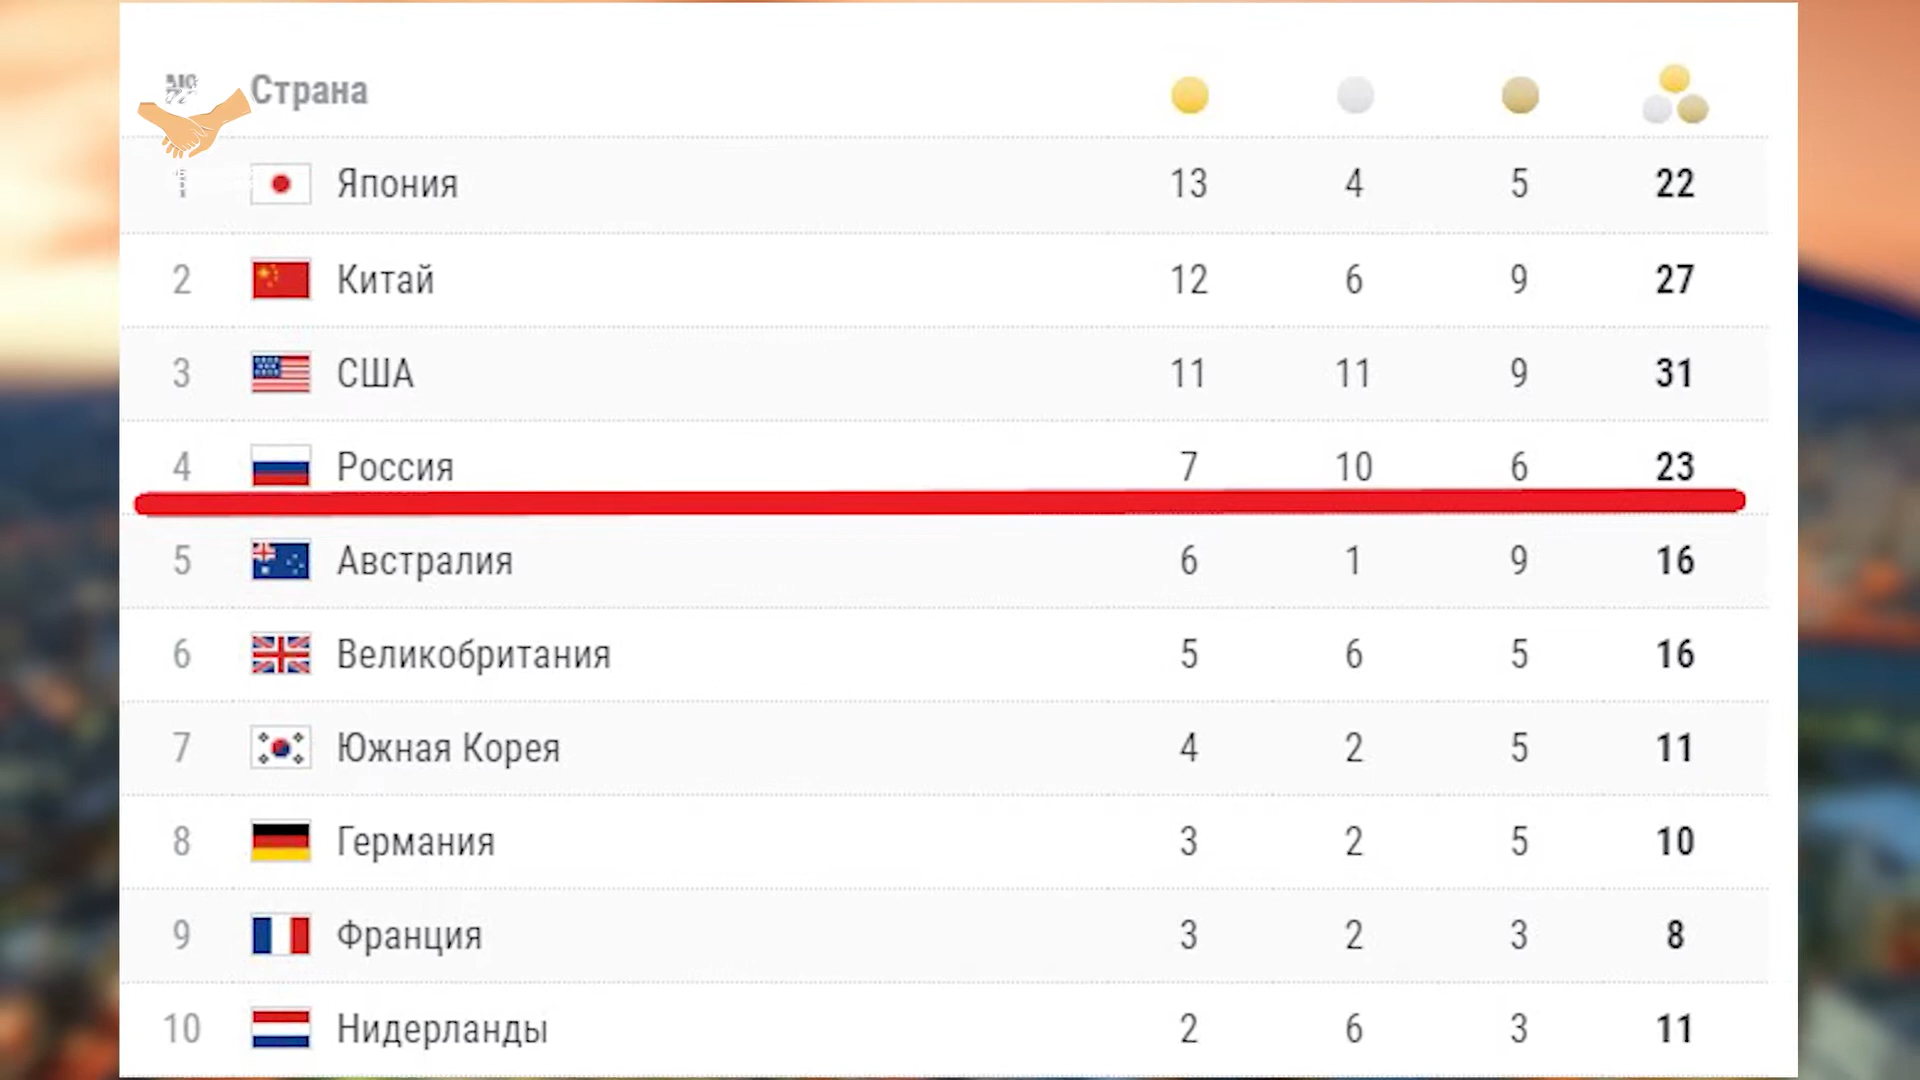 Страна
Япония 13 4 5 22
2 Китай 12 6 9 27
3 США 11 11 9 31
4 Россия 7 10 6 23
5 Австралия 6 1 9 16
6 Великобритания 5 6 5 16
7 Южная Корея 4 2 5 11
8 Германия 3 2 5 10
9 Франция 3 2 3 8
10 Нидерланды 2 6 3 11